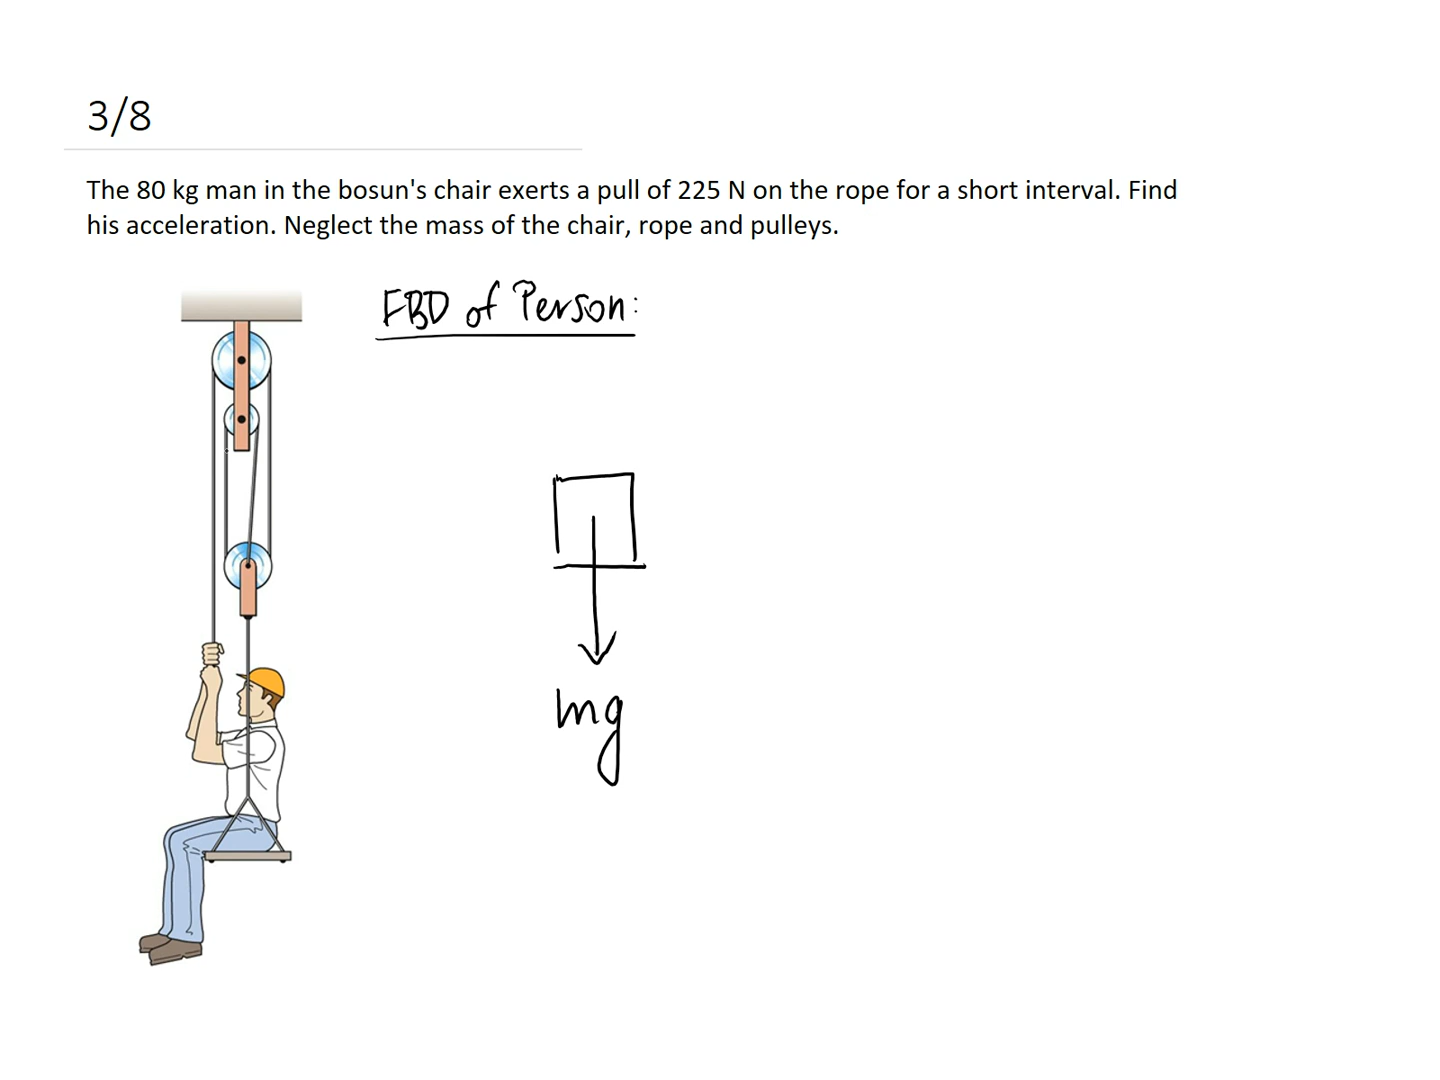 3/8
The 80 kg man in the bosun's chair exerts a pull of 225 N on the rope for a short interval. Find
his acceleration. Neglect the mass of the chair, rope and pulleys.
FBD of Person:
mg